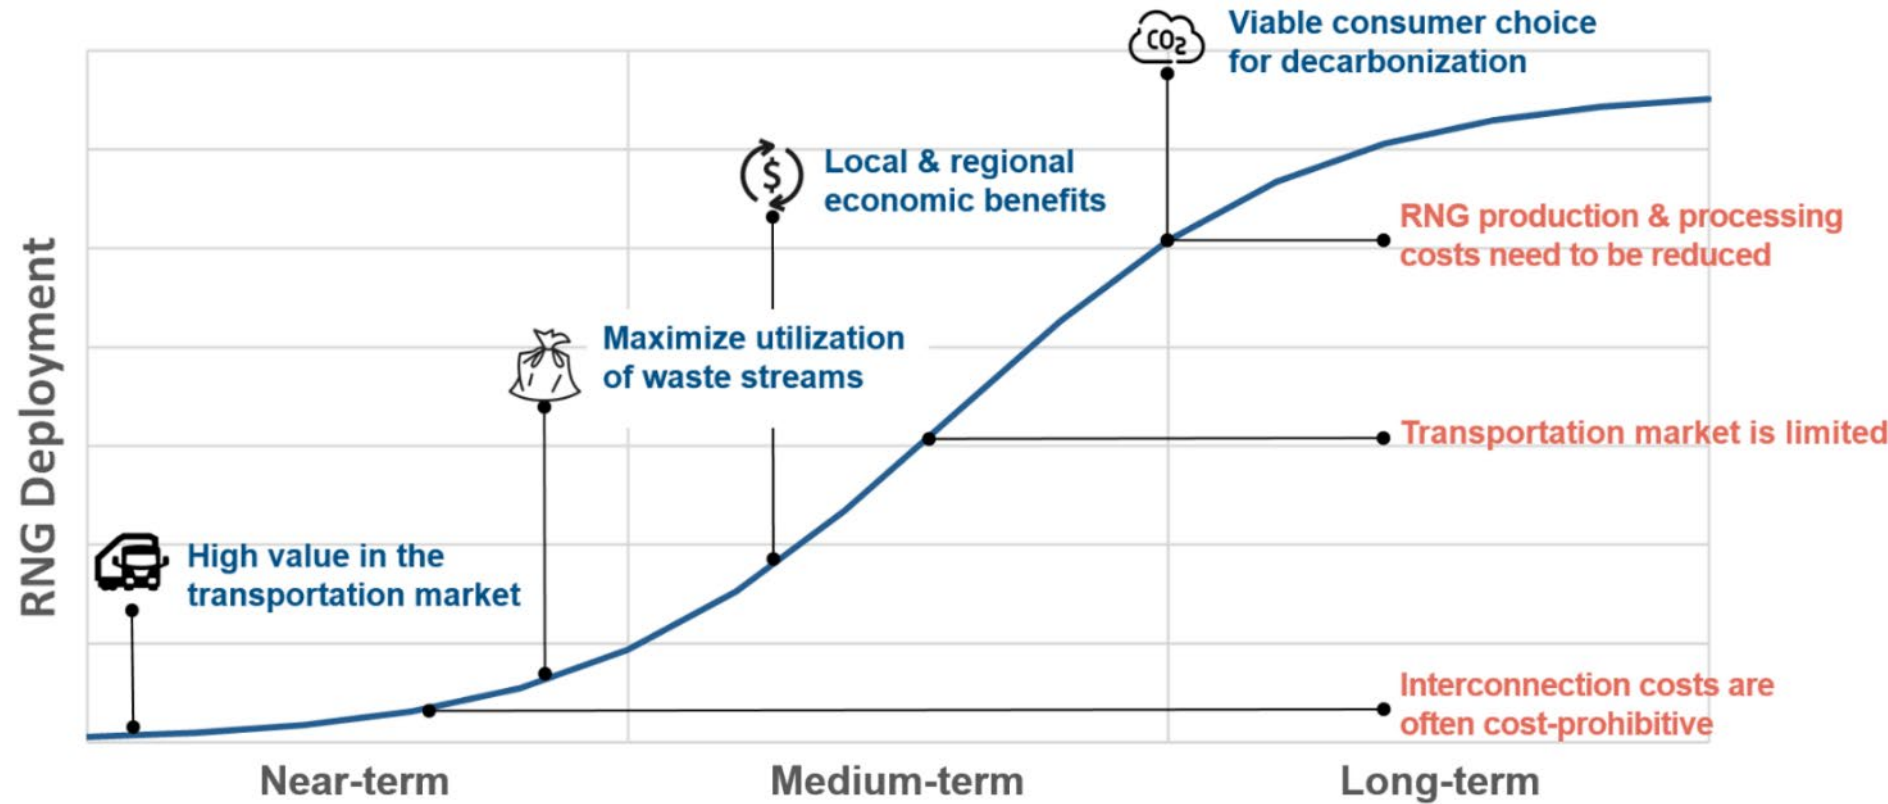 CO2
Viable consumer choice
for decarbonization
$
Local & regional
economic benefits
RNG production & processing
costs need to be reduced
Maximize utilization
of waste streams
Transportation market is limited
High value in the
transportation market
Interconnection costs are
often cost-prohibitive
RNG Deployment
Near-term
Medium-term
Long-term